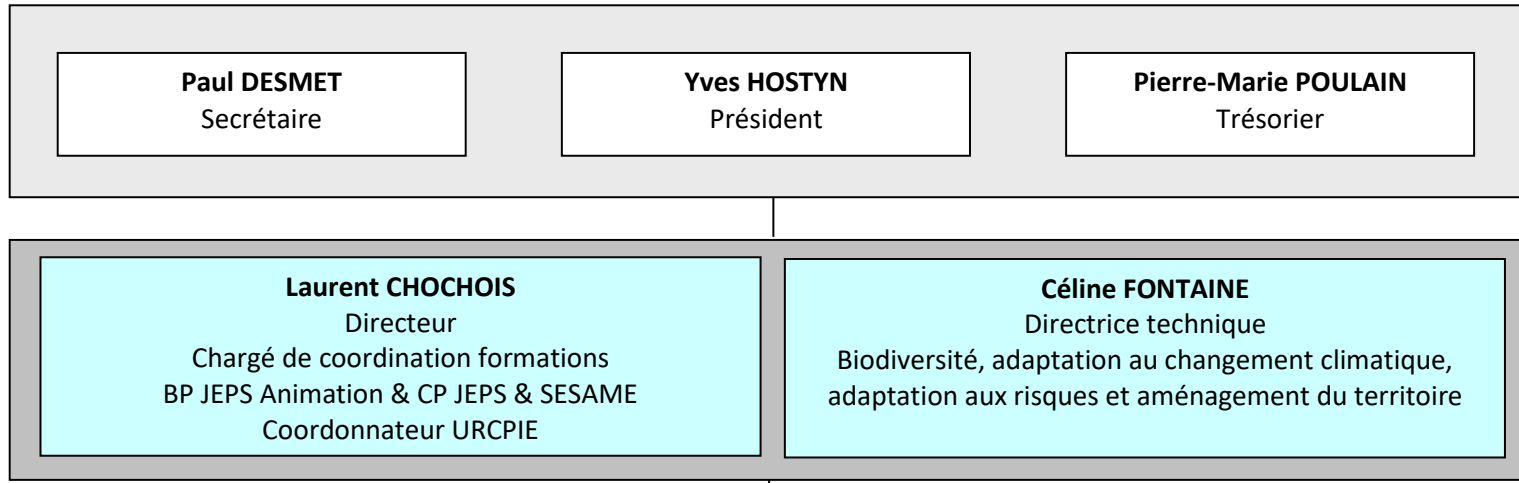 Paul DESMET
Secrétaire
Yves HOSTYN
Président
Pierre-Marie POULAIN
Trésorier
Laurent CHOCHOIS
Directeur
Chargé de coordination formations
BP JEPS Animation & CP JEPS & SESAME
Coordonnateur URCPIE
Céline FONTAINE
Directrice technique
Biodiversité, adaptation au changement climatique,
adaptation aux risques et aménagement du territoire